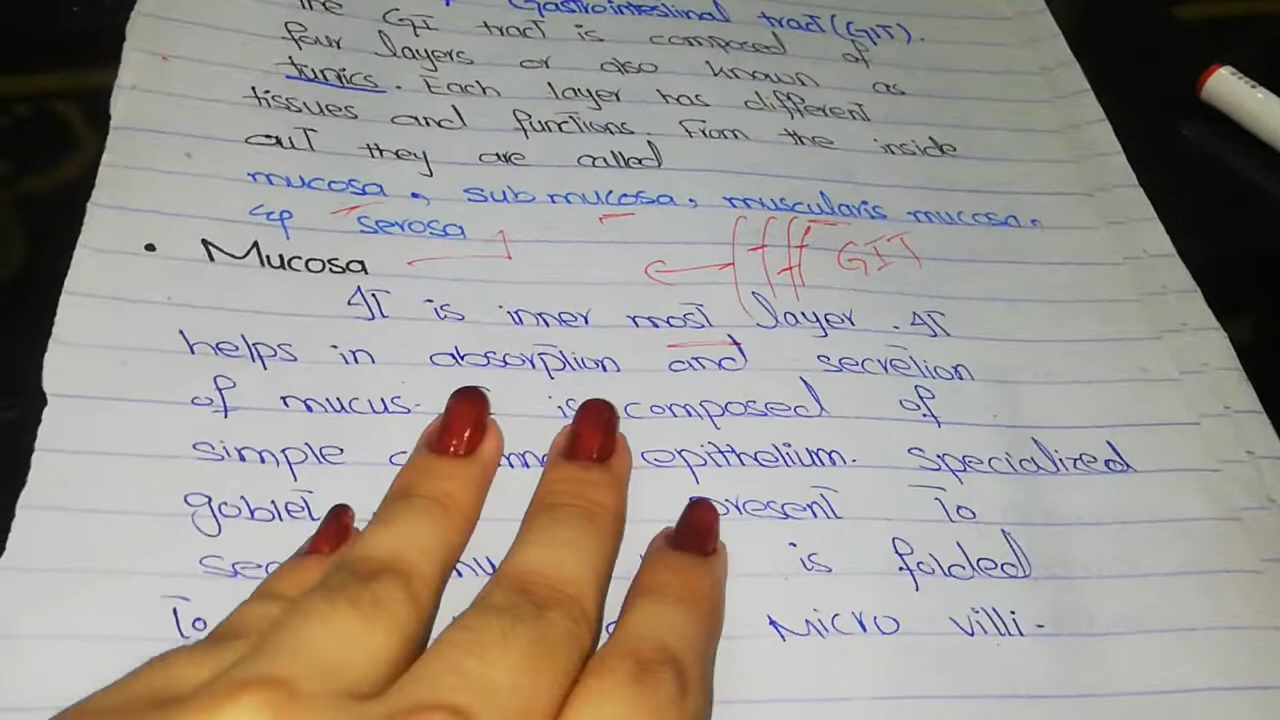 Gastrointestinal tract (GIT).
The GI tract is composed of
four layers or also known as
tunics. Each layer has different
tissues and functions. From the inside
out they are called
mucosa, submucosa, muscularis mucosa,
serosa
GIT
• Mucosa
It is inner most layer. It
helps in absorption and secretion
of mucus. is composed of
simple epithelium. Specialized
goblet present to
is folded
To Micro villi.